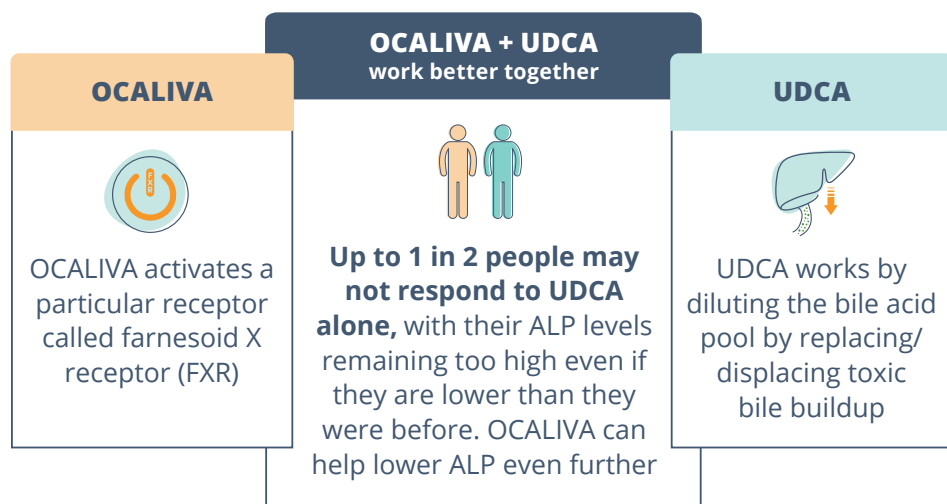 OCALIVA
F
X
R
OCALIVA activates a
particular receptor
called farnesoid X
receptor (FXR)
OCALIVA + UDCA
work better together
Up to 1 in 2 people may
not respond to UDCA
alone, with their ALP levels
remaining too high even if
they are lower than they
were before. OCALIVA can
help lower ALP even further
UDCA
UDCA works by
diluting the bile acid
pool by replacing/
displacing toxic
bile buildup